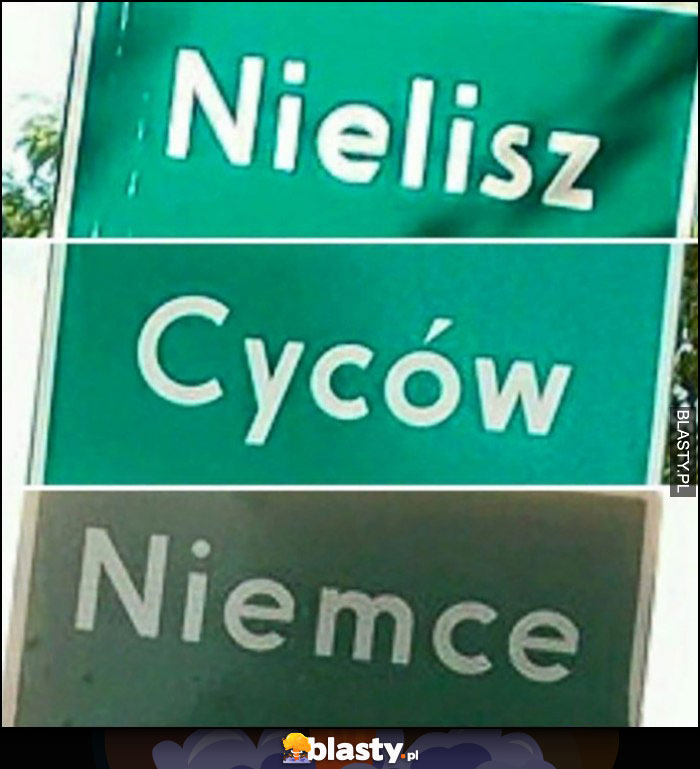 Nielisz
Cyców
Niemce
BLASTY.PL
blasty.pl